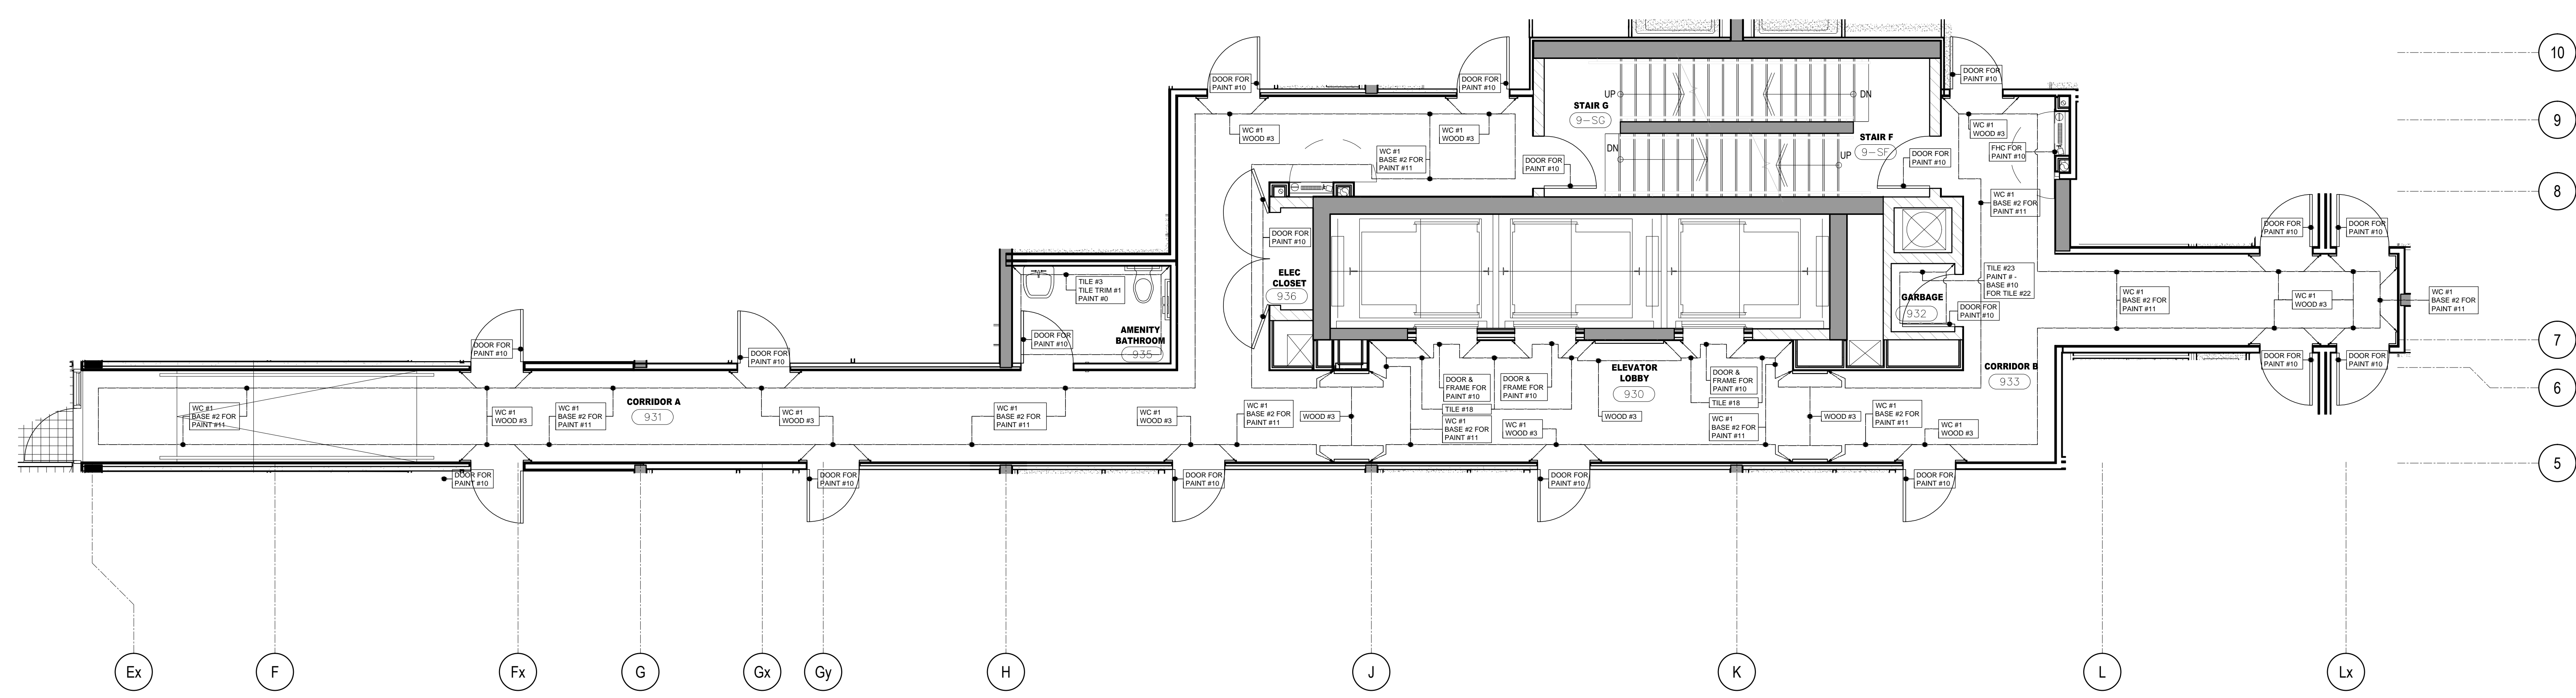 10
DOOR FOR
PAINT #10
DOOR FOR
PAINT #10
DOOR FOR
PAINT #10
UP
DN
STAIR G
9-SG
9
WC #1
WOOD #3
WC #1
WOOD #3
WC #1
WOOD #3
STAIR F
9-SF
DN
UP
WC #1
BASE #2 FOR
PAINT #11
DOOR FOR
PAINT #10
DOOR FOR
PAINT #10
FHC FOR
PAINT #10
8
WC #1
BASE #2 FOR
PAINT #11
DOOR FOR
PAINT #10
DOOR FOR
PAINT #10
DOOR FOR
PAINT #10
ELEC
CLOSET
936
TILE #3
TILE TRIM #1
PAINT #0
TILE #23
PAINT # -
BASE #10
FOR TILE #22
GARBAGE
932
DOOR FOR
PAINT #10
WC #1
BASE #2 FOR
PAINT #11
WC #1
WOOD #3
WC #1
BASE #2 FOR
PAINT #11
AMENITY
BATHROOM
935
DOOR FOR
PAINT #10
7
DOOR FOR
PAINT #10
DOOR FOR
PAINT #10
DOOR FOR
PAINT #10
DOOR FOR
PAINT #10
CORRIDOR B
933
6
ELEVATOR
LOBBY
930
DOOR &
FRAME FOR
PAINT #10
DOOR &
FRAME FOR
PAINT #10
DOOR &
FRAME FOR
PAINT #10
TILE #18
TILE #18
CORRIDOR A
931
WC #1
BASE #2 FOR
PAINT #11
WC #1
WOOD #3
WC #1
BASE #2 FOR
PAINT #11
WC #1
WOOD #3
WC #1
BASE #2 FOR
PAINT #11
WC #1
WOOD #3
WC #1
BASE #2 FOR
PAINT #11
WOOD #3
WC #1
BASE #2 FOR
PAINT #11
WC #1
WOOD #3
WOOD #3
WC #1
BASE #2 FOR
PAINT #11
WOOD #3
WC #1
BASE #2 FOR
PAINT #11
WC #1
WOOD #3
5
DOOR FOR
PAINT #10
DOOR FOR
PAINT #10
DOOR FOR
PAINT #10
DOOR FOR
PAINT #10
DOOR FOR
PAINT #10
Ex
F
Fx
G
Gx
Gy
H
J
K
L
Lx